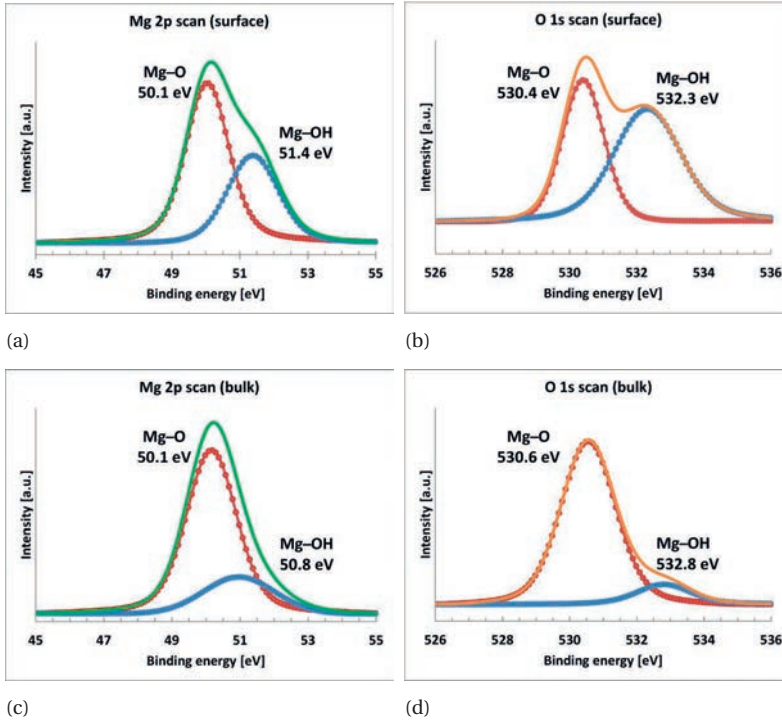 Mg 2p scan (surface)
Mg–O
50.1 eV
Mg–OH
51.4 eV
Intensity [a.u.]
45 47 49 51 53 55
Binding energy [eV]
(a)
O 1s scan (surface)
Mg–O
530.4 eV
Mg–OH
532.3 eV
Intensity [a.u.]
526 528 530 532 534 536
Binding energy [eV]
(b)
Mg 2p scan (bulk)
Mg–O
50.1 eV
Mg–OH
50.8 eV
Intensity [a.u.]
45 47 49 51 53 55
Binding energy [eV]
(c)
O 1s scan (bulk)
Mg–O
530.6 eV
Mg–OH
532.8 eV
Intensity [a.u.]
526 528 530 532 534 536
Binding energy [eV]
(d)